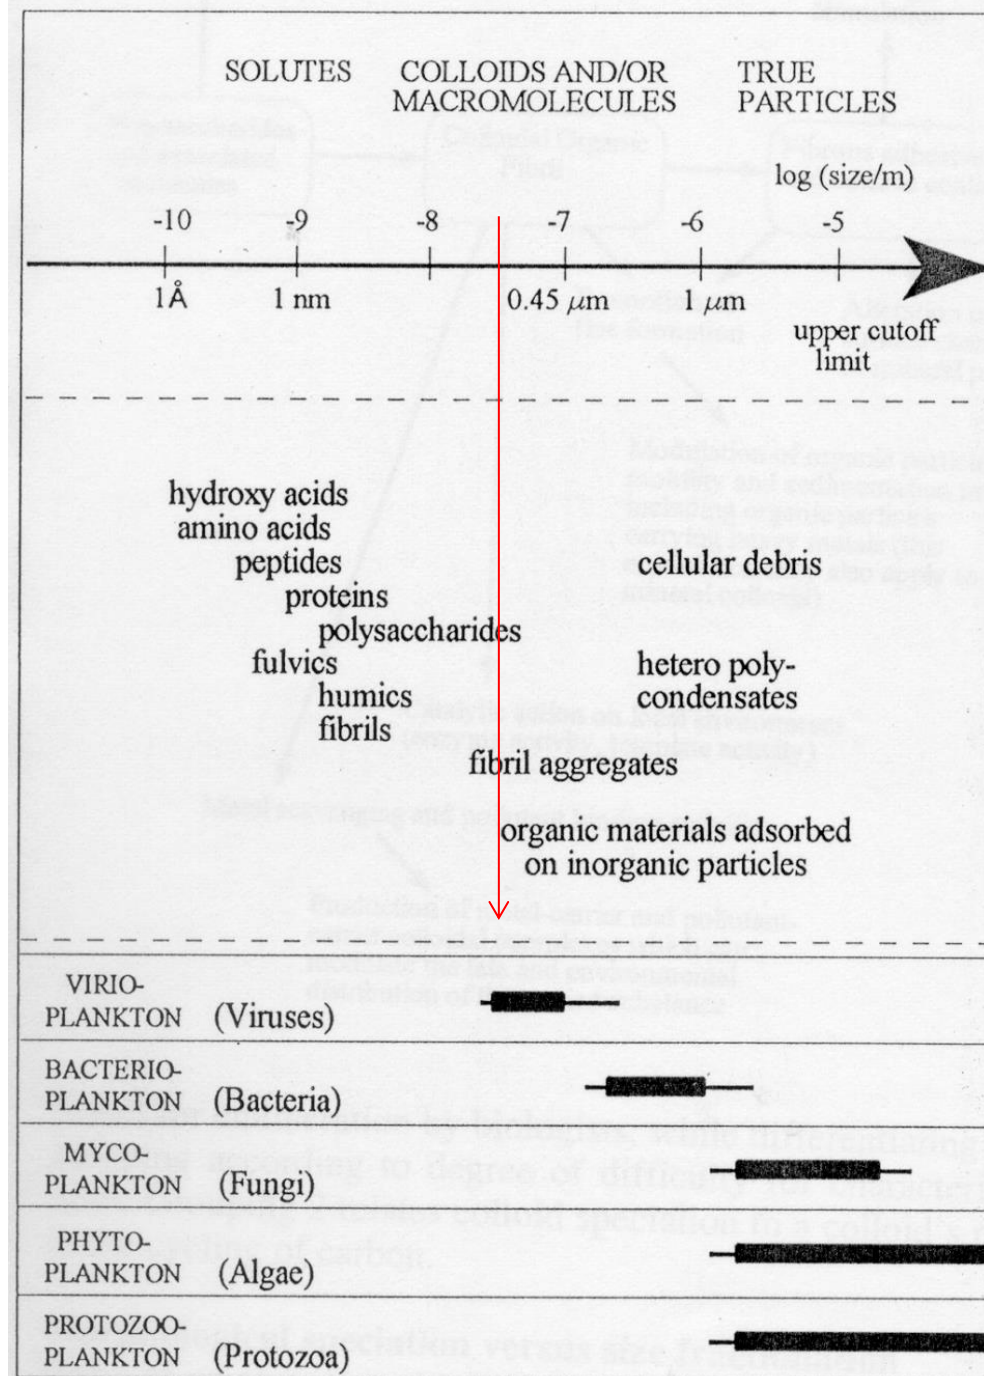 SOLUTES COLLOIDS AND/OR MACROMOLECULES TRUE PARTICLES
log (size/m)
-10 -9 -8 -7 -6 -5
1Å 1 nm 0.45 μm 1 μm
upper cutoff
limit
hydroxy acids
amino acids
peptides
cellular debris
proteins
polysaccharides
fulvics
hetero poly-
humics
condensates
fibrils
fibril aggregates
organic materials adsorbed
on inorganic particles
VIRIO-
PLANKTON (Viruses)
BACTERIO-
PLANKTON (Bacteria)
MYCO-
PLANKTON (Fungi)
PHYTO-
PLANKTON (Algae)
PROTOZOO-
PLANKTON (Protozoa)